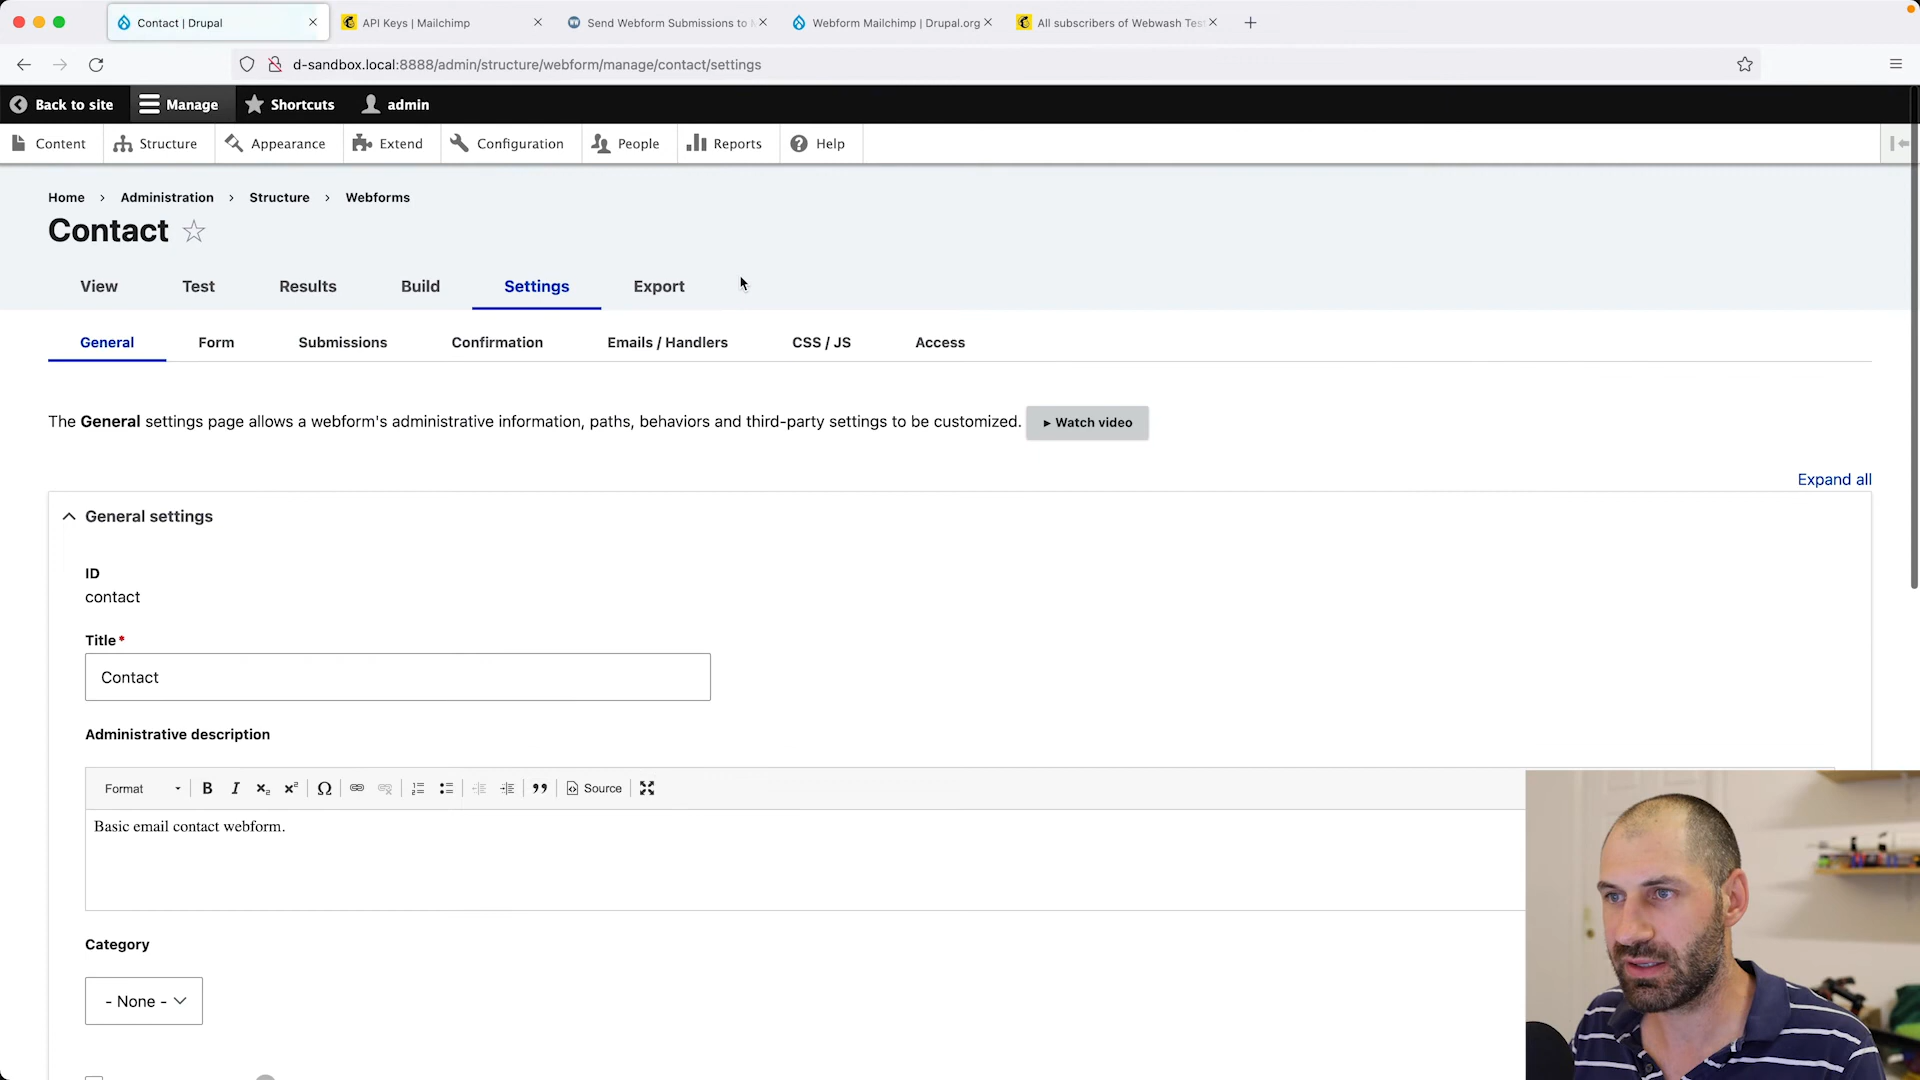 Contact | Drupal
API Keys | Mailchimp
Send Webform Submissions to
Webform Mailchimp | Drupal.org
All subscribers of Webwash Tes
d-sandbox.local:8888/admin/structure/webform/manage/contact/settings
Back to site
Manage
Shortcuts
admin
Content
Structure
Appearance
Extend
Configuration
People
Reports
Help
Home › Administration › Structure › Webforms
Contact
View
Test
Results
Build
Settings
Export
General
Form
Submissions
Confirmation
Emails / Handlers
CSS / JS
Access
The General settings page allows a webform's administrative information, paths, behaviors and third-party settings to be customized.
Watch video
Expand all
General settings
ID
contact
Title*
Contact
Administrative description
Format
Source
Basic email contact webform.
Category
- None -